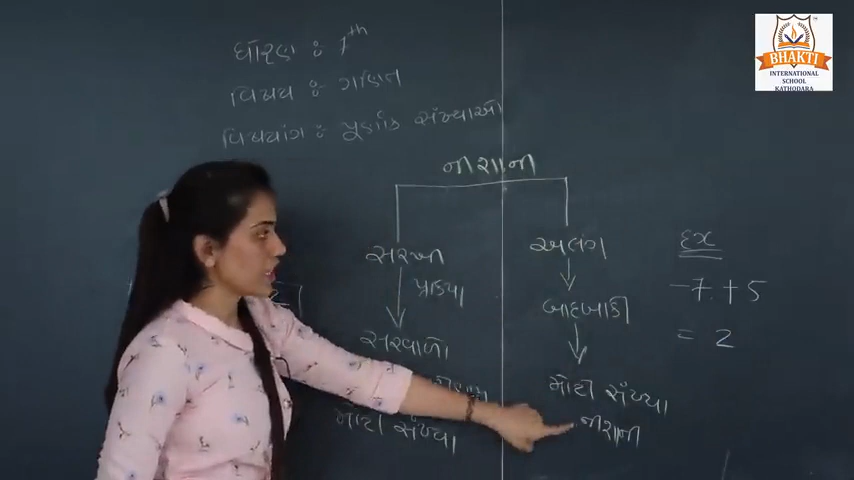 ધોરણ : 7th
વિષય : ગણિત
વિષયાંગ : પૂર્ણાંક સંખ્યાઓ
નિશાની
સરખી
પ્રક્રિયા
સરવાળો
મોટી સંખ્યા
અલગ
બાદબાકી
મોટી સંખ્યા
નિશાની
Ex
-7 + 5
= 2
BHAKTI
INTERNATIONAL
SCHOOL
KATHODARA